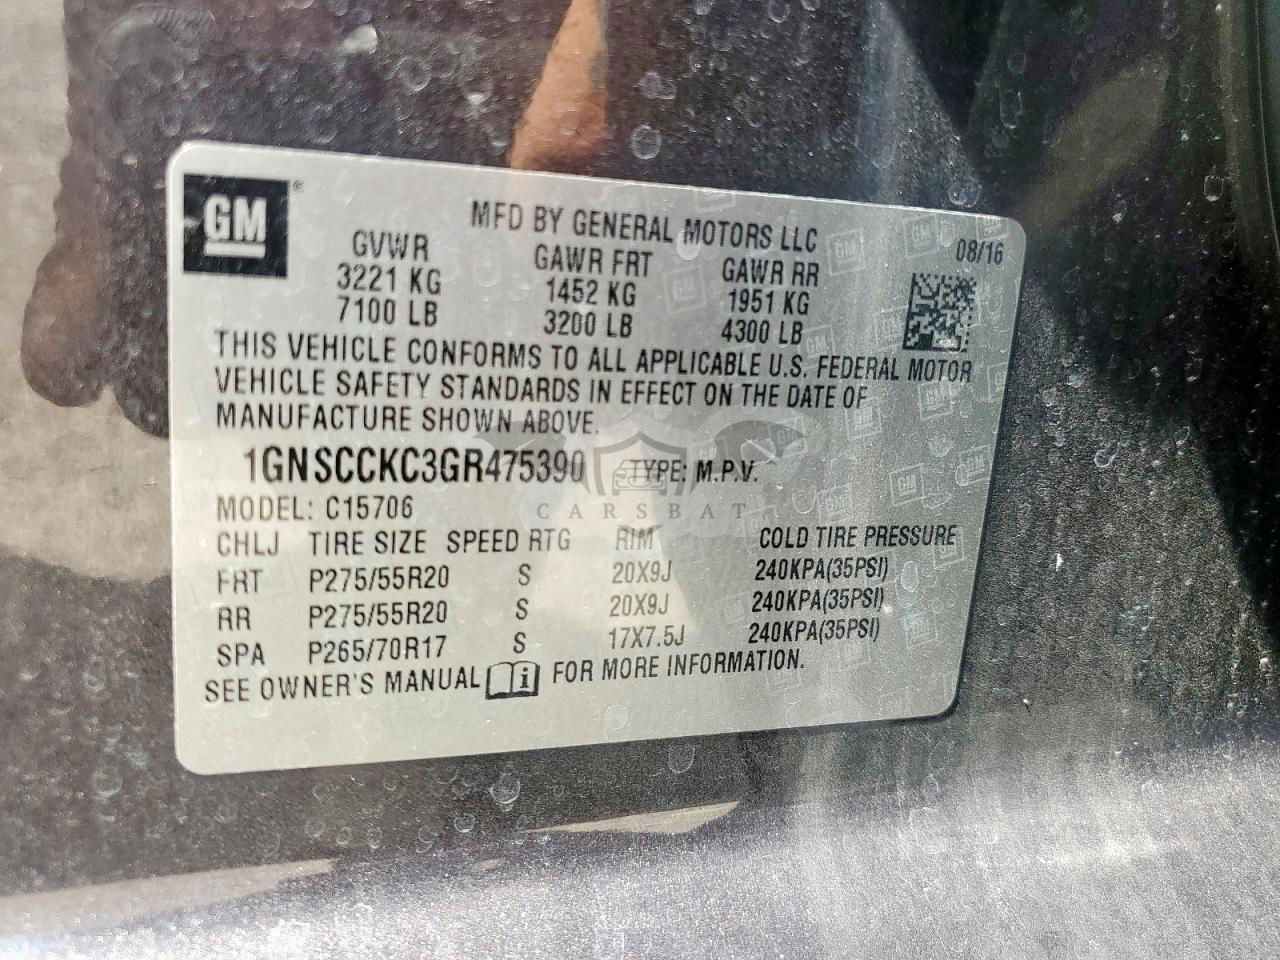 GM ®
MFD BY GENERAL MOTORS LLC
08/16
GVWR GAWR FRT GAWR RR
3221 KG 1452 KG 1951 KG
7100 LB 3200 LB 4300 LB
THIS VEHICLE CONFORMS TO ALL APPLICABLE U.S. FEDERAL MOTOR
VEHICLE SAFETY STANDARDS IN EFFECT ON THE DATE OF
MANUFACTURE SHOWN ABOVE.
1GNSCCKC3GR475390 TYPE: M.P.V.
CARSBAT
MODEL: C15706
CHLJ TIRE SIZE SPEED RTG RIM COLD TIRE PRESSURE
FRT P275/55R20 S 20X9J 240KPA(35PSI)
RR P275/55R20 S 20X9J 240KPA(35PSI)
SPA P265/70R17 S 17X7.5J 240KPA(35PSI)
SEE OWNER'S MANUAL i FOR MORE INFORMATION.